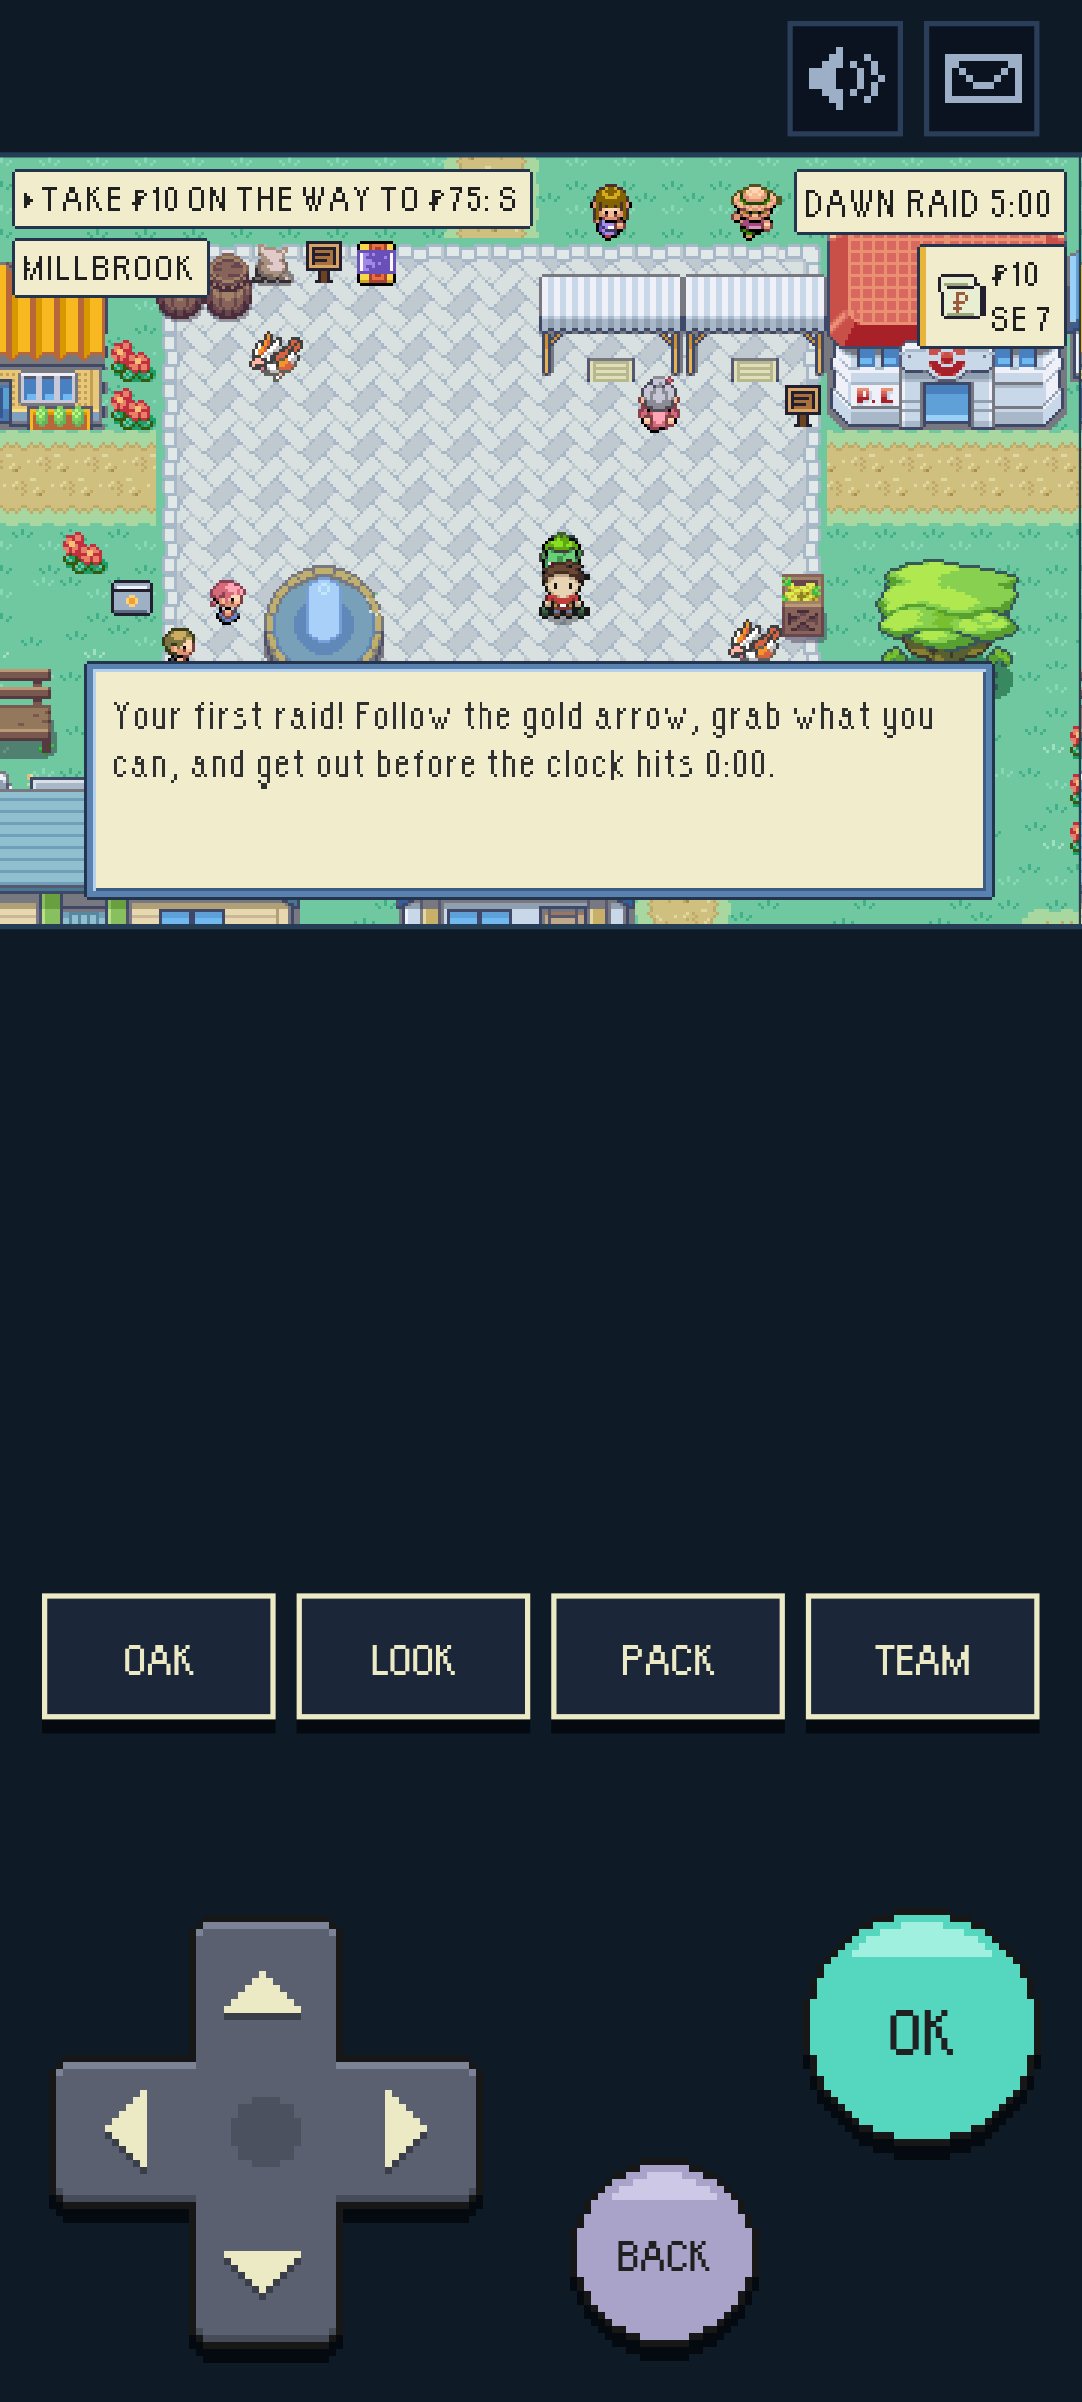 ▸TAKE ₽10 ON THE WAY TO ₽75: S
DAWN RAID 5:00
MILLBROOK
₽10
SE 7
₽
P.C
Your first raid! Follow the gold arrow, grab what you
can, and get out before the clock hits 0:00.
OAK
LOOK
PACK
TEAM
OK
BACK